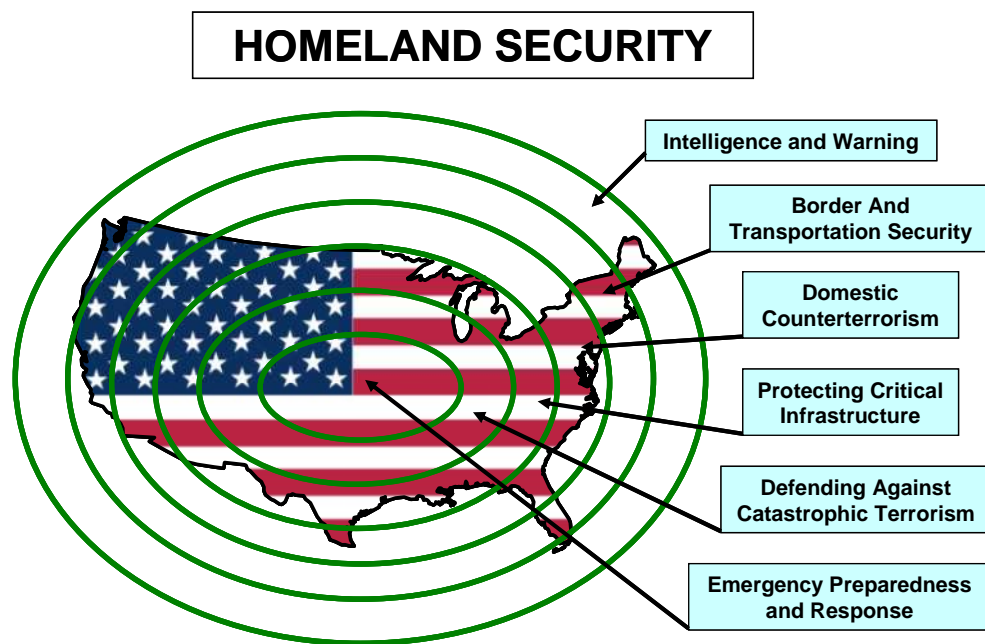 HOMELAND SECURITY
Intelligence and Warning
Border And
Transportation Security
Domestic
Counterterrorism
Protecting Critical
Infrastructure
Defending Against
Catastrophic Terrorism
Emergency Preparedness
and Response